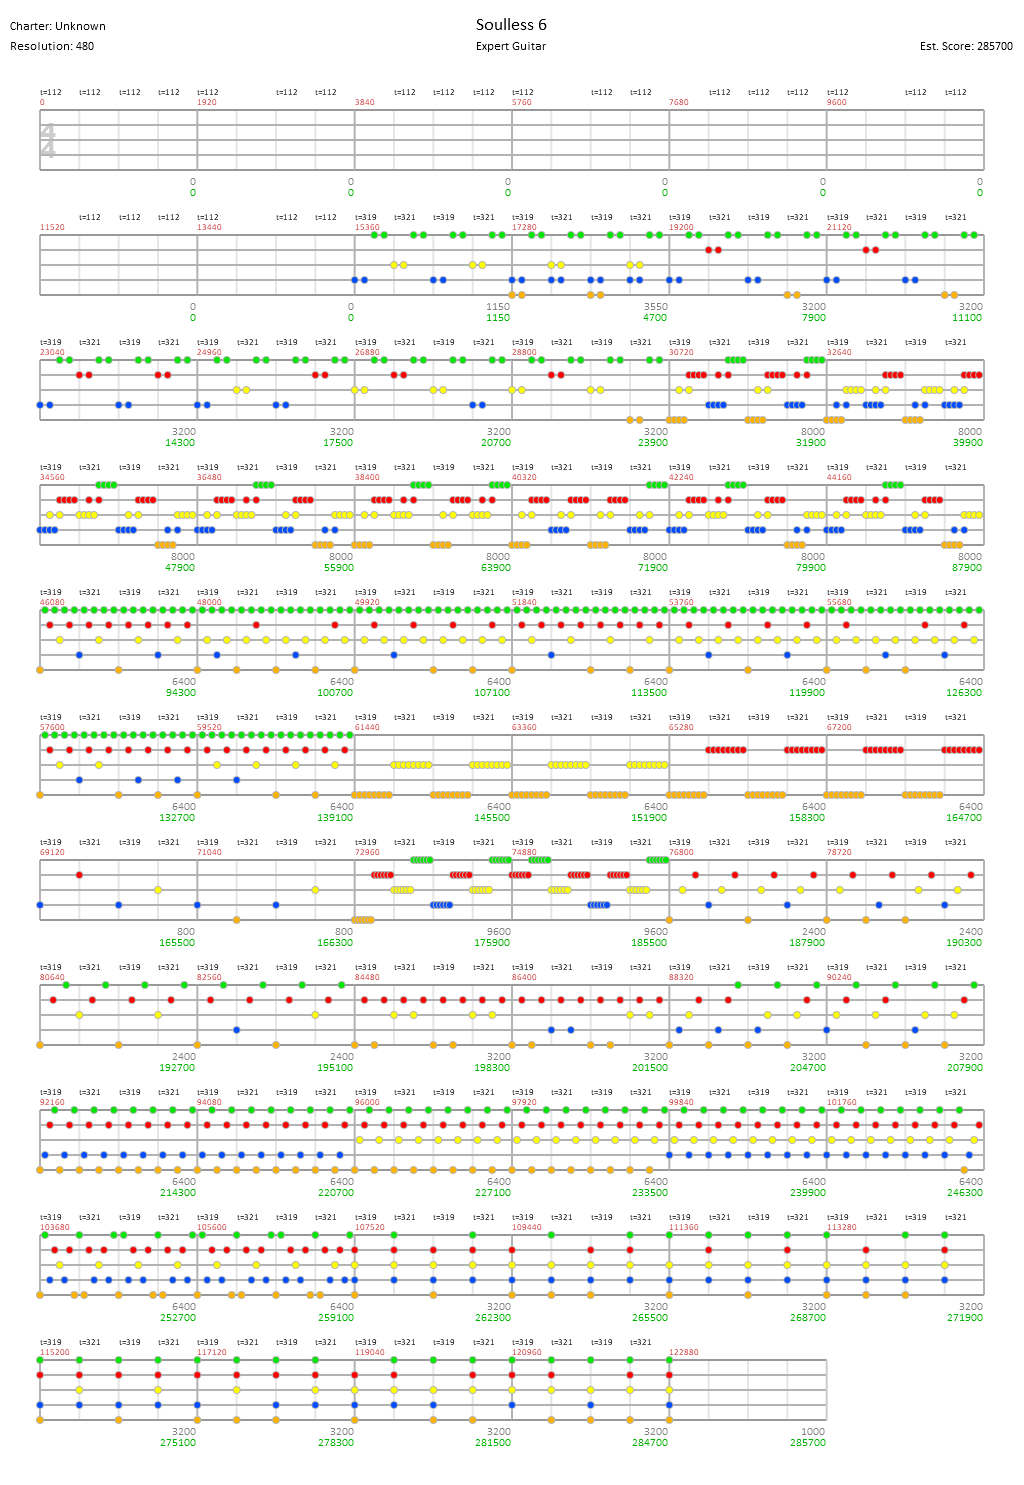 Soulless 6
Charter: Unknown
Resolution: 480
Expert Guitar
Est. Score: 285700
t=112 t=112 t=112 t=112 t=112 t=112 t=112 t=112 t=112 t=112 t=112 t=112 t=112 t=112 t=112 t=112 t=112 t=112 t=112
0 1920 3840 5760 7680 9600
4
4
0 0 0 0 0 0
0 0 0 0 0 0
t=112 t=112 t=112 t=112 t=112 t=112 t=319 t=321 t=319 t=321 t=319 t=321 t=319 t=321 t=319 t=321 t=319 t=321 t=319 t=321 t=319 t=321
11520 13440 15360 17280 19200 21120
0 0 1150 3550 3200 3200
0 0 1150 4700 7900 11100
t=319 t=321 t=319 t=321 t=319 t=321 t=319 t=321 t=319 t=321 t=319 t=321 t=319 t=321 t=319 t=321 t=319 t=321 t=319 t=321 t=319 t=321 t=319 t=321
23040 24960 26880 28800 30720 32640
3200 3200 3200 3200 8000 8000
14300 17500 20700 23900 31900 39900
t=319 t=321 t=319 t=321 t=319 t=321 t=319 t=321 t=319 t=321 t=319 t=321 t=319 t=321 t=319 t=321 t=319 t=321 t=319 t=321 t=319 t=321 t=319 t=321
34560 36480 38400 40320 42240 44160
8000 8000 8000 8000 8000 8000
47900 55900 63900 71900 79900 87900
t=319 t=321 t=319 t=321 t=319 t=321 t=319 t=321 t=319 t=321 t=319 t=321 t=319 t=321 t=319 t=321 t=319 t=321 t=319 t=321 t=319 t=321 t=319 t=321
46080 48000 49920 51840 53760 55680
6400 6400 6400 6400 6400 6400
94300 100700 107100 113500 119900 126300
t=319 t=321 t=319 t=321 t=319 t=321 t=319 t=321 t=319 t=321 t=319 t=321 t=319 t=321 t=319 t=321 t=319 t=321 t=319 t=321 t=319 t=321 t=319 t=321
57600 59520 61440 63360 65280 67200
6400 6400 6400 6400 6400 6400
132700 139100 145500 151900 158300 164700
t=319 t=321 t=319 t=321 t=319 t=321 t=319 t=321 t=319 t=321 t=319 t=321 t=319 t=321 t=319 t=321 t=319 t=321 t=319 t=321 t=319 t=321 t=319 t=321
69120 71040 72960 74880 76800 78720
800 800 9600 9600 2400 2400
165500 166300 175900 185500 187900 190300
t=319 t=321 t=319 t=321 t=319 t=321 t=319 t=321 t=319 t=321 t=319 t=321 t=319 t=321 t=319 t=321 t=319 t=321 t=319 t=321 t=319 t=321 t=319 t=321
80640 82560 84480 86400 88320 90240
2400 2400 3200 3200 3200 3200
192700 195100 198300 201500 204700 207900
t=319 t=321 t=319 t=321 t=319 t=321 t=319 t=321 t=319 t=321 t=319 t=321 t=319 t=321 t=319 t=321 t=319 t=321 t=319 t=321 t=319 t=321 t=319 t=321
92160 94080 96000 97920 99840 101760
6400 6400 6400 6400 6400 6400
214300 220700 227100 233500 239900 246300
t=319 t=321 t=319 t=321 t=319 t=321 t=319 t=321 t=319 t=321 t=319 t=321 t=319 t=321 t=319 t=321 t=319 t=321 t=319 t=321 t=319 t=321 t=319 t=321
103680 105600 107520 109440 111360 113280
6400 6400 3200 3200 3200 3200
252700 259100 262300 265500 268700 271900
t=319 t=321 t=319 t=321 t=319 t=321 t=319 t=321 t=319 t=321 t=319 t=321 t=319 t=321 t=319 t=321
115200 117120 119040 120960 122880
3200 3200 3200 3200 1000
275100 278300 281500 284700 285700